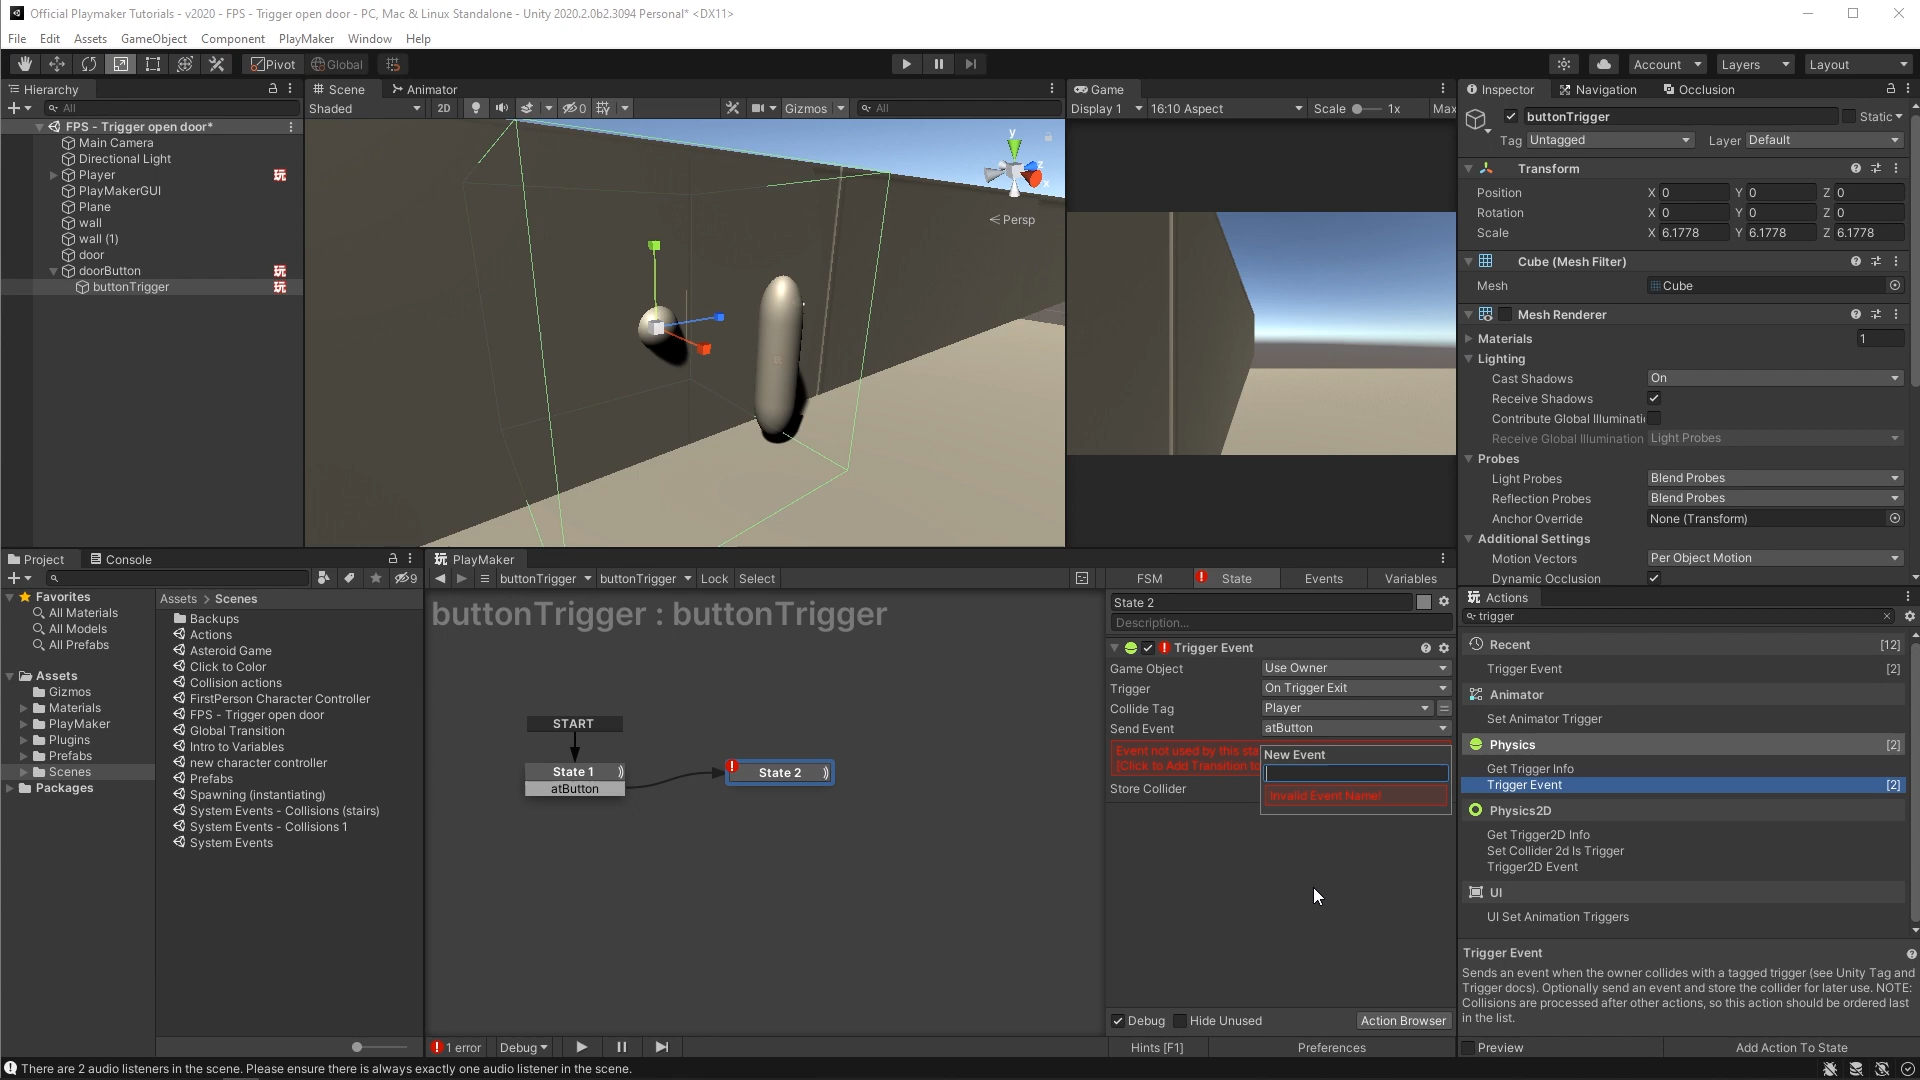 Official Playmaker Tutorials - v2020 - FPS - Trigger open door - PC, Mac & Linux Standalone - Unity 2020.2.0b2.3094 Personal* <DX11>
File Edit Assets GameObject Component PlayMaker Window Help
Pivot Global Account Layers Layout
Hierarchy
All
FPS - Trigger open door*
Main Camera
Directional Light
Player
PlayMakerGUI
Plane
wall
wall (1)
door
doorButton
buttonTrigger
Scene Animator
Shaded 2D 0 Gizmos All
y
z
x
Persp
Game
Display 1 16:10 Aspect Scale 1x Max
Inspector Navigation Occlusion
buttonTrigger Static
Tag Untagged Layer Default
Transform
Position X 0 Y 0 Z 0
Rotation X 0 Y 0 Z 0
Scale X 6.1778 Y 6.1778 Z 6.1778
Cube (Mesh Filter)
Mesh Cube
Mesh Renderer
Materials 1
Lighting
Cast Shadows On
Receive Shadows
Contribute Global Illuminati
Receive Global Illumination Light Probes
Probes
Light Probes Blend Probes
Reflection Probes Blend Probes
Anchor Override None (Transform)
Additional Settings
Motion Vectors Per Object Motion
Dynamic Occlusion
Project Console
9
Favorites
All Materials
All Models
All Prefabs
Assets
Gizmos
Materials
PlayMaker
Plugins
Prefabs
Scenes
Packages
Assets > Scenes
Backups
Actions
Asteroid Game
Click to Color
Collision actions
FirstPerson Character Controller
FPS - Trigger open door
Global Transition
Intro to Variables
new character controller
Prefabs
Spawning (instantiating)
System Events - Collisions (stairs)
System Events - Collisions 1
System Events
PlayMaker
buttonTrigger buttonTrigger Lock Select
buttonTrigger : buttonTrigger
START
State 1
atButton
State 2
1 error Debug
FSM State Events Variables
State 2
Description...
Trigger Event
Game Object Use Owner
Trigger On Trigger Exit
Collide Tag Player
Send Event atButton
Event not used by this sta
[Click to Add Transition to
New Event
Invalid Event Name!
Store Collider
Debug Hide Unused Action Browser
Hints [F1] Preferences
Actions
trigger
Recent [12]
Trigger Event [2]
Animator
Set Animator Trigger
Physics [2]
Get Trigger Info
Trigger Event [2]
Physics2D
Get Trigger2D Info
Set Collider 2d Is Trigger
Trigger2D Event
UI
UI Set Animation Triggers
Trigger Event
Sends an event when the owner collides with a tagged trigger (see Unity Tag and
Trigger docs). Optionally send an event and store the collider for later use. NOTE:
Collisions are processed after other actions, so this action should be ordered last
in the list.
Preview Add Action To State
There are 2 audio listeners in the scene. Please ensure there is always exactly one audio listener in the scene.